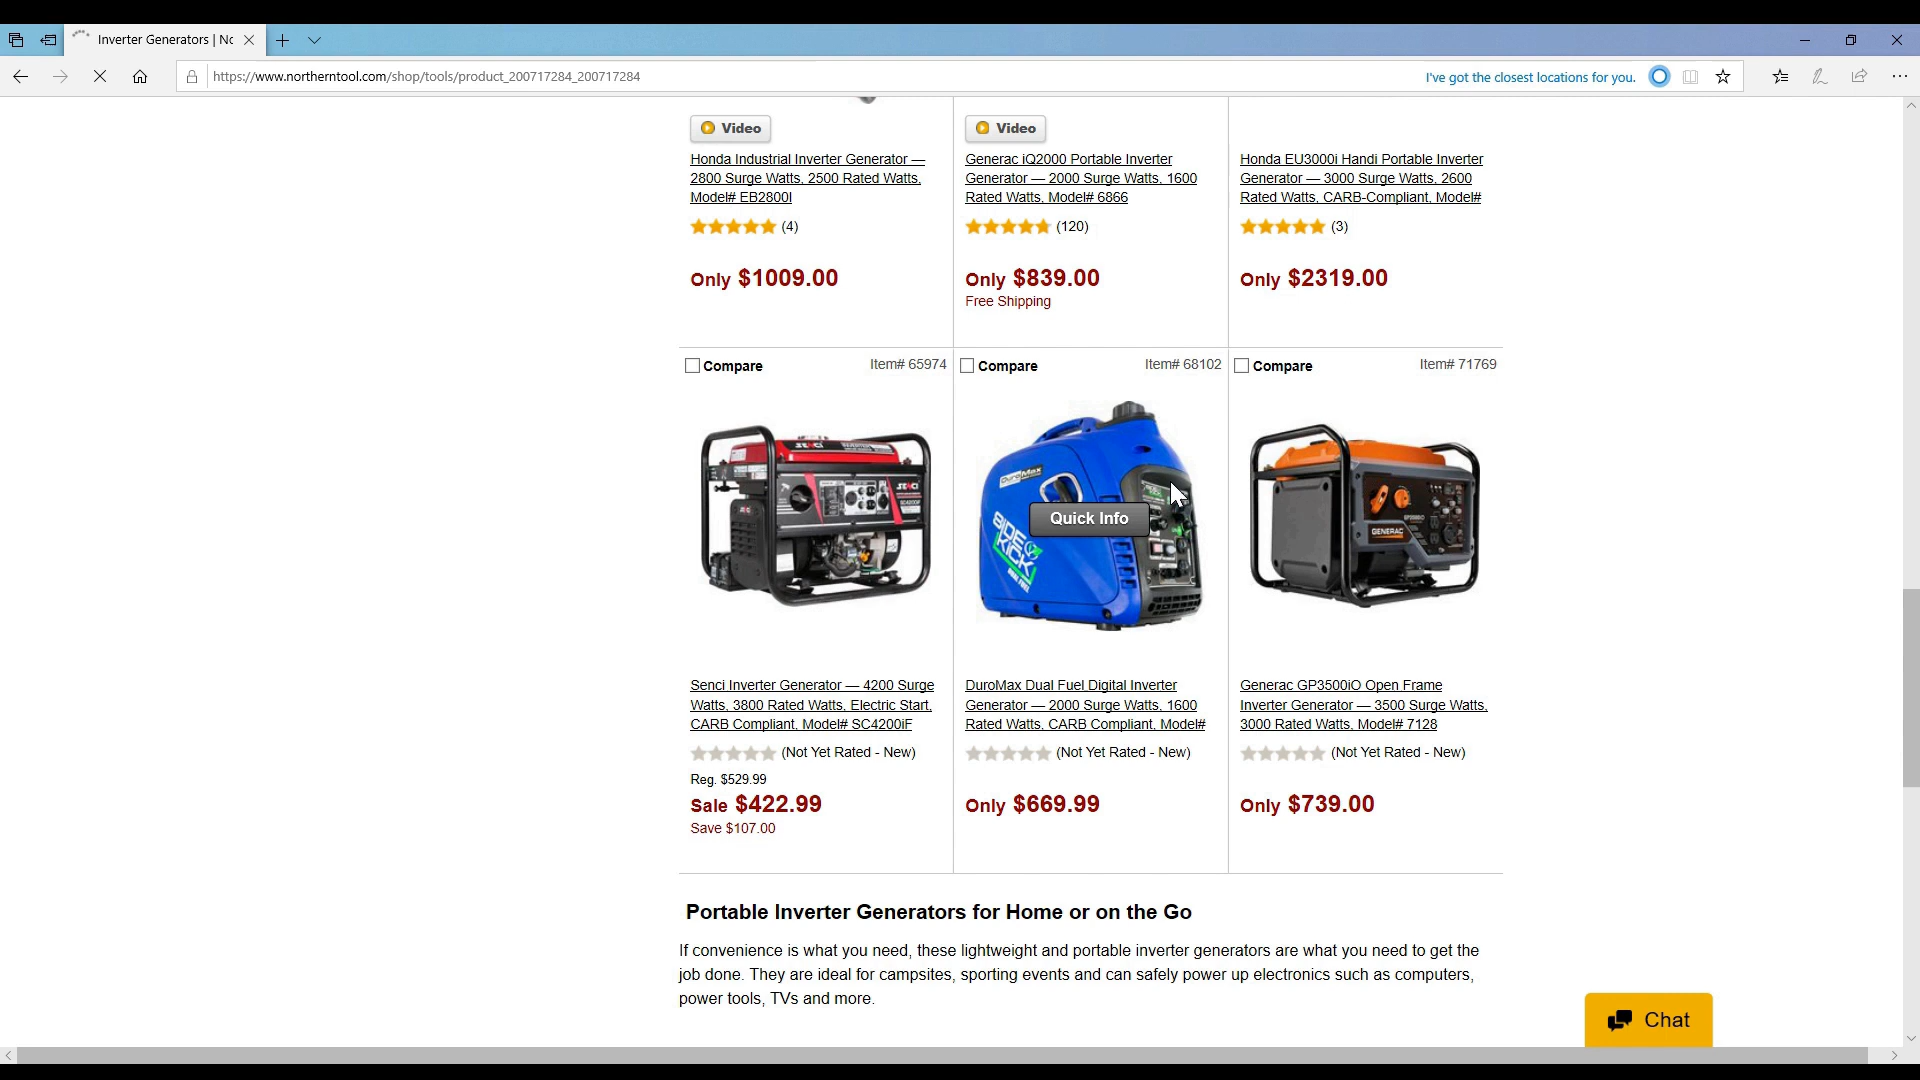 Inverter Generators | Nc
https://www.northerntool.com/shop/tools/product_200717284_200717284
I've got the closest locations for you.
Video
Honda Industrial Inverter Generator —
2800 Surge Watts, 2500 Rated Watts,
Model# EB2800I
(4)
Only $1009.00
Video
Generac iQ2000 Portable Inverter
Generator — 2000 Surge Watts, 1600
Rated Watts, Model# 6866
(120)
Only $839.00
Free Shipping
Honda EU3000i Handi Portable Inverter
Generator — 3000 Surge Watts, 2600
Rated Watts, CARB-Compliant, Model#
(3)
Only $2319.00
Compare Item# 65974
SENCI
SENCI
Senci Inverter Generator — 4200 Surge
Watts, 3800 Rated Watts, Electric Start,
CARB Compliant, Model# SC4200iF
(Not Yet Rated - New)
Reg. $529.99
Sale $422.99
Save $107.00
Compare Item# 68102
DuroMax
Quick Info
SIDE
KICK
DUAL FUEL
DuroMax Dual Fuel Digital Inverter
Generator — 2000 Surge Watts, 1600
Rated Watts, CARB Compliant, Model#
(Not Yet Rated - New)
Only $669.99
Compare Item# 71769
GENERAC
Generac GP3500iO Open Frame
Inverter Generator — 3500 Surge Watts,
3000 Rated Watts, Model# 7128
(Not Yet Rated - New)
Only $739.00
Portable Inverter Generators for Home or on the Go
If convenience is what you need, these lightweight and portable inverter generators are what you need to get the
job done. They are ideal for campsites, sporting events and can safely power up electronics such as computers,
power tools, TVs and more.
Chat